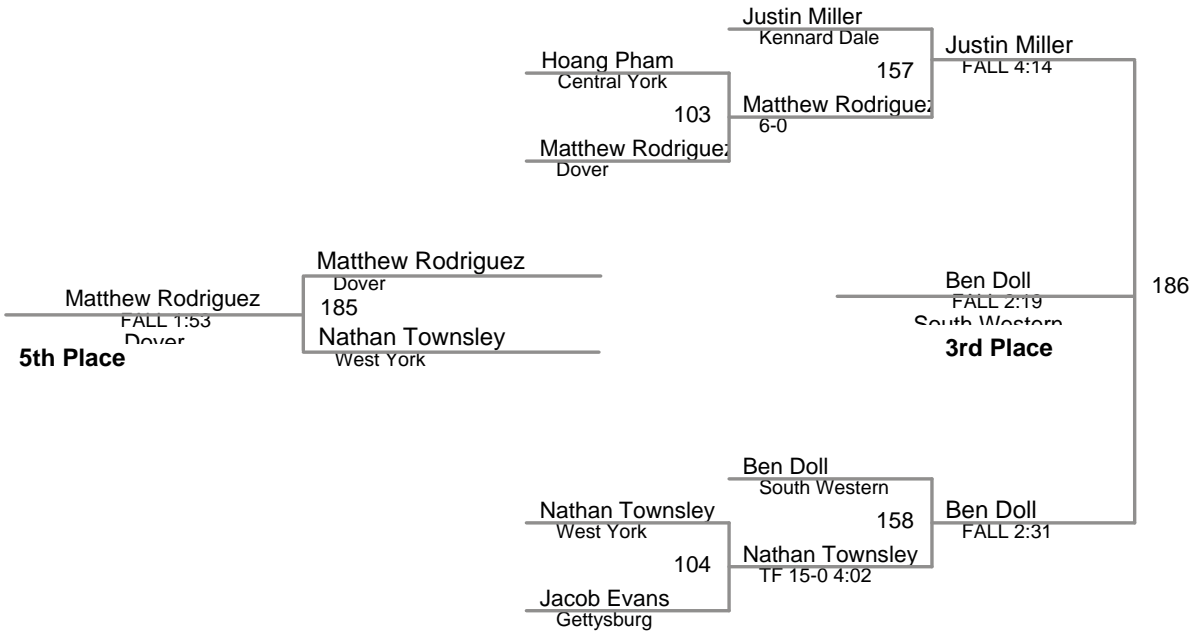 Justin Miller
Kennard Dale
Hoang Pham
Central York
157
Justin Miller
FALL 4:14
103
Matthew Rodriguez
6-0
Matthew Rodriguez
Dover
Matthew Rodriguez
Dover
Matthew Rodriguez
FALL 1:53
Dover
5th Place
185
Nathan Townsley
West York
Ben Doll
FALL 2:19
South Western
3rd Place
186
Ben Doll
South Western
Nathan Townsley
West York
158
Ben Doll
FALL 2:31
104
Nathan Townsley
TF 15-0 4:02
Jacob Evans
Gettysburg